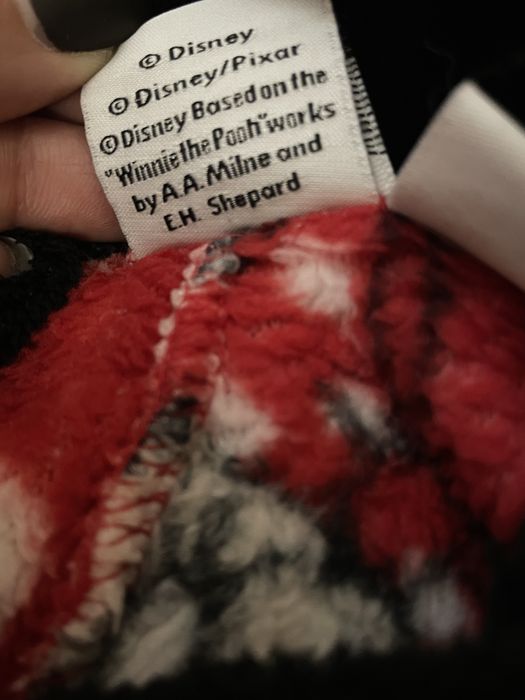 © Disney
© Disney/Pixar
© Disney Based on the
"Winnie the Pooh" works
by A.A. Milne and
E.H. Shepard